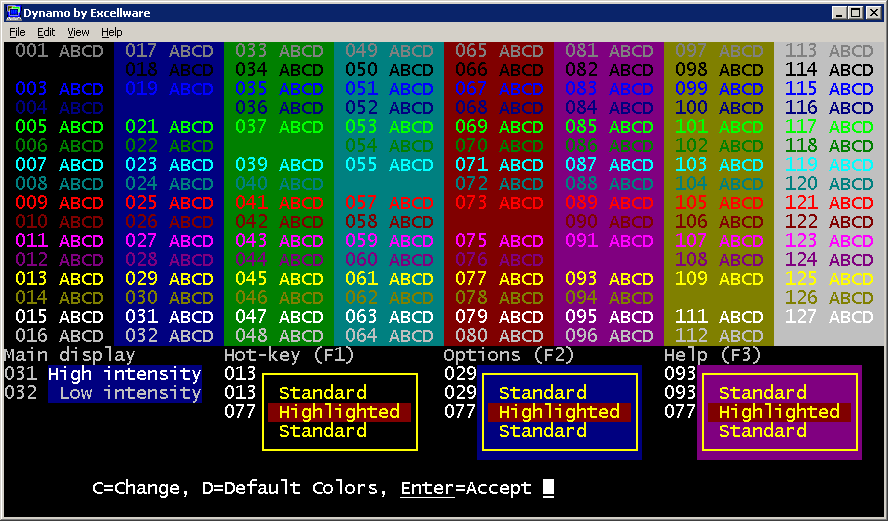 Dynamo by Excellware
File Edit View Help
001 ABCD 017 ABCD 033 ABCD 049 ABCD 065 ABCD 081 ABCD 097 ABCD 113 ABCD
018 ABCD 034 ABCD 050 ABCD 066 ABCD 082 ABCD 098 ABCD 114 ABCD
003 ABCD 019 ABCD 035 ABCD 051 ABCD 067 ABCD 083 ABCD 099 ABCD 115 ABCD
004 ABCD 036 ABCD 052 ABCD 068 ABCD 084 ABCD 100 ABCD 116 ABCD
005 ABCD 021 ABCD 037 ABCD 053 ABCD 069 ABCD 085 ABCD 101 ABCD 117 ABCD
006 ABCD 022 ABCD 054 ABCD 070 ABCD 086 ABCD 102 ABCD 118 ABCD
007 ABCD 023 ABCD 039 ABCD 055 ABCD 071 ABCD 087 ABCD 103 ABCD 119 ABCD
008 ABCD 024 ABCD 040 ABCD 072 ABCD 088 ABCD 104 ABCD 120 ABCD
009 ABCD 025 ABCD 041 ABCD 057 ABCD 073 ABCD 089 ABCD 105 ABCD 121 ABCD
010 ABCD 026 ABCD 042 ABCD 058 ABCD 090 ABCD 106 ABCD 122 ABCD
011 ABCD 027 ABCD 043 ABCD 059 ABCD 075 ABCD 091 ABCD 107 ABCD 123 ABCD
012 ABCD 028 ABCD 044 ABCD 060 ABCD 076 ABCD 108 ABCD 124 ABCD
013 ABCD 029 ABCD 045 ABCD 061 ABCD 077 ABCD 093 ABCD 109 ABCD 125 ABCD
014 ABCD 030 ABCD 046 ABCD 062 ABCD 078 ABCD 094 ABCD 126 ABCD
015 ABCD 031 ABCD 047 ABCD 063 ABCD 079 ABCD 095 ABCD 111 ABCD 127 ABCD
016 ABCD 032 ABCD 048 ABCD 064 ABCD 080 ABCD 096 ABCD 112 ABCD
Main display Hot-key (F1) Options (F2) Help (F3)
031 High intensity 013 029 093
032 Low intensity 013 Standard 029 Standard 093 Standard
077 Highlighted 077 Highlighted 077 Highlighted
Standard Standard Standard
C=Change, D=Default Colors, Enter=Accept